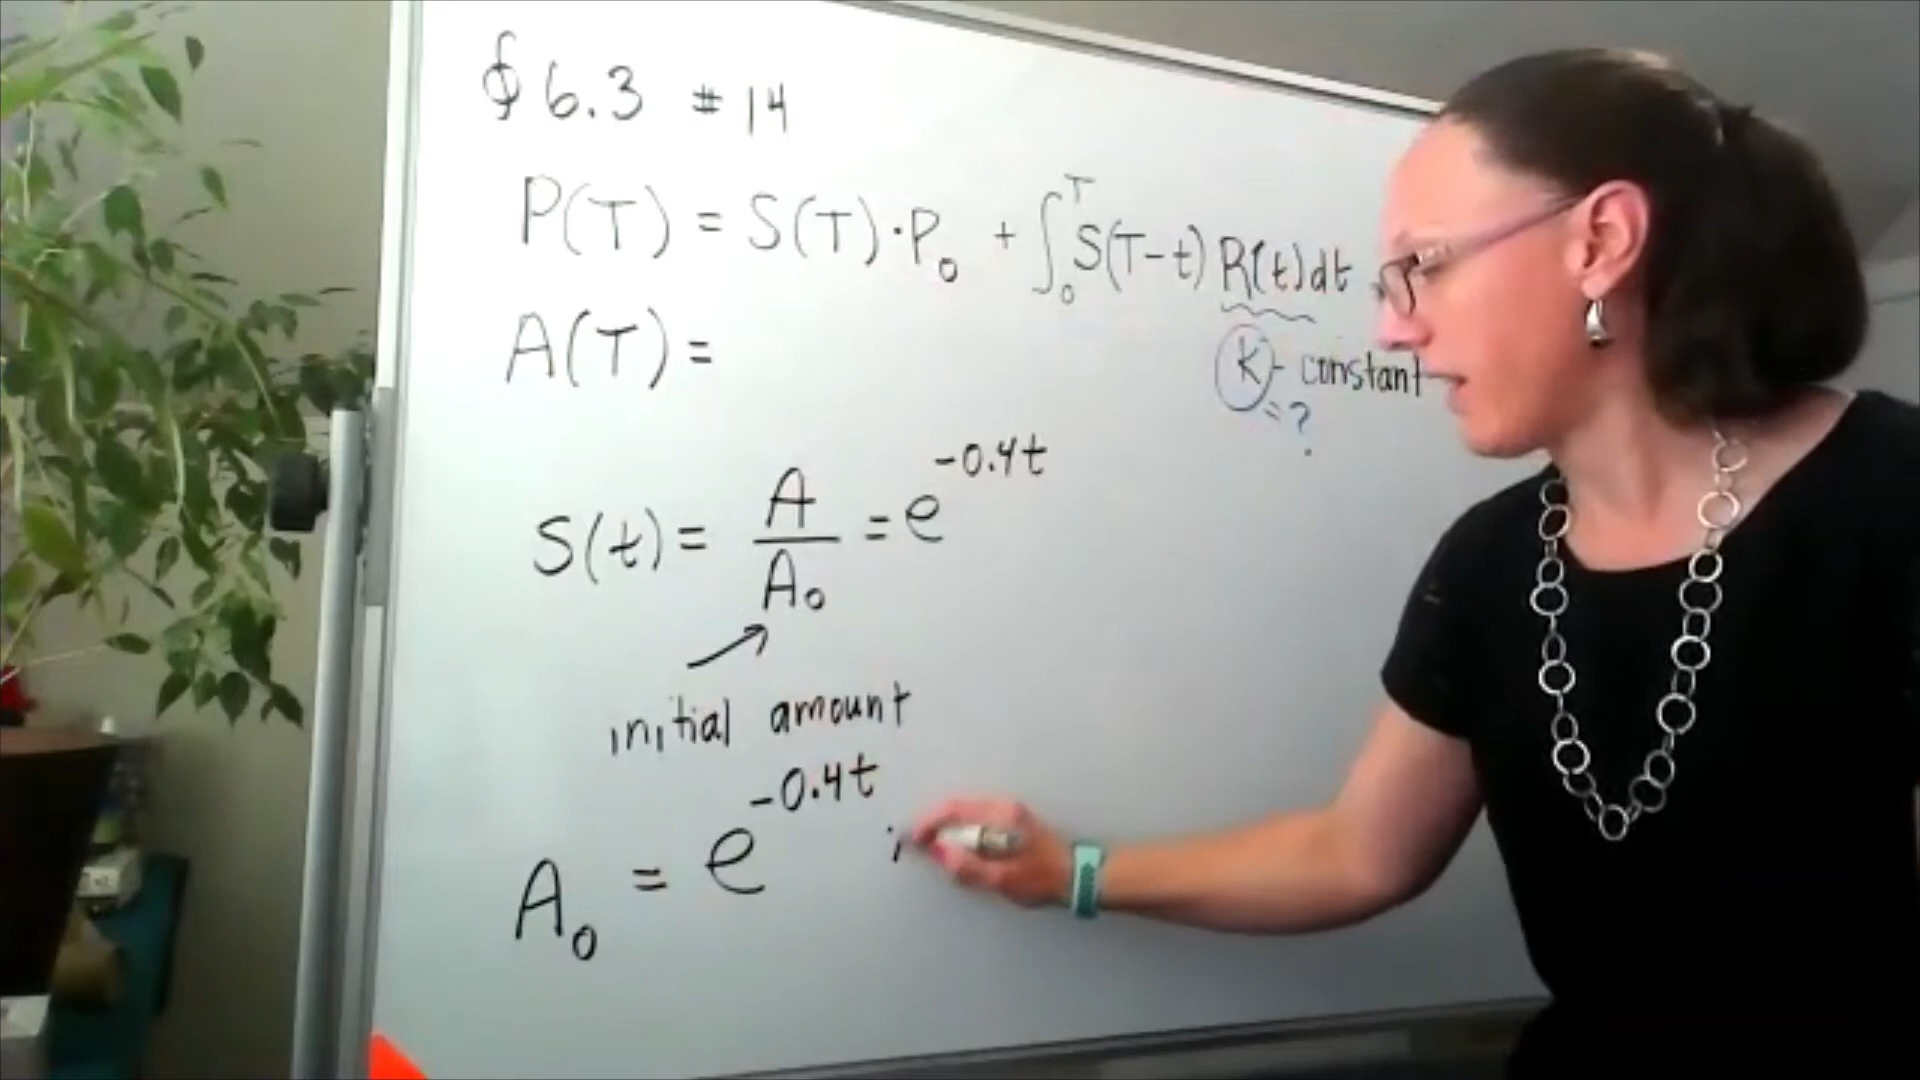 § 6.3 # 14
P(T) = S(T)·P₀ + ∫₀ᵀ S(T-t) R(t)dt
A(T) =
K - constant
= ?
S(t) = A/A₀ = e^(-0.4t)
initial amount
A₀ = e^(-0.4t) i